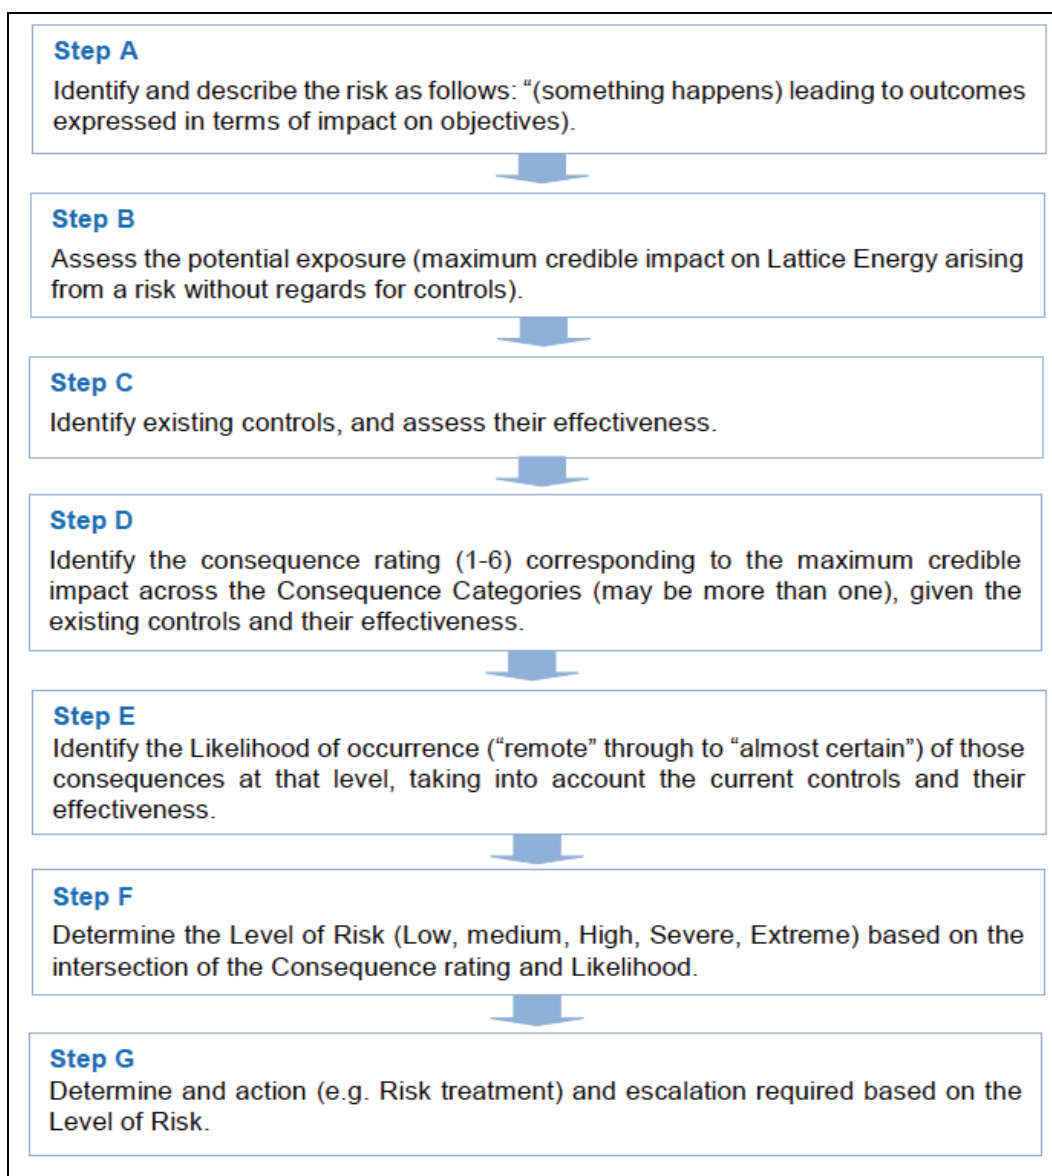 Step A
Identify and describe the risk as follows: “(something happens) leading to outcomes
expressed in terms of impact on objectives).
Step B
Assess the potential exposure (maximum credible impact on Lattice Energy arising
from a risk without regards for controls).
Step C
Identify existing controls, and assess their effectiveness.
Step D
Identify the consequence rating (1-6) corresponding to the maximum credible
impact across the Consequence Categories (may be more than one), given the
existing controls and their effectiveness.
Step E
Identify the Likelihood of occurrence (“remote” through to “almost certain”) of those
consequences at that level, taking into account the current controls and their
effectiveness.
Step F
Determine the Level of Risk (Low, medium, High, Severe, Extreme) based on the
intersection of the Consequence rating and Likelihood.
Step G
Determine and action (e.g. Risk treatment) and escalation required based on the
Level of Risk.